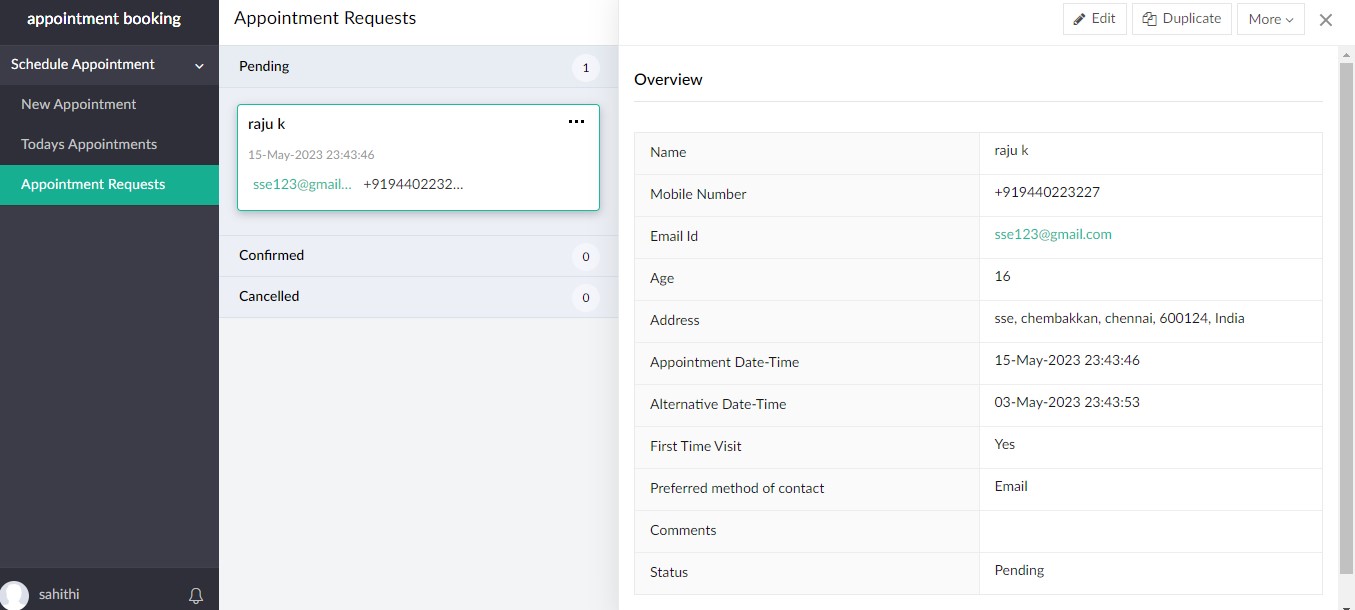 appointment booking
Schedule Appointment
New Appointment
Todays Appointments
Appointment Requests
sahithi
Appointment Requests
Pending 1
raju k ...
15-May-2023 23:43:46
sse123@gmail... +9194402232...
Confirmed 0
Cancelled 0
Edit Duplicate More
Overview
Name raju k
Mobile Number +919440223227
Email Id sse123@gmail.com
Age 16
Address sse, chembakkan, chennai, 600124, India
Appointment Date-Time 15-May-2023 23:43:46
Alternative Date-Time 03-May-2023 23:43:53
First Time Visit Yes
Preferred method of contact Email
Comments
Status Pending